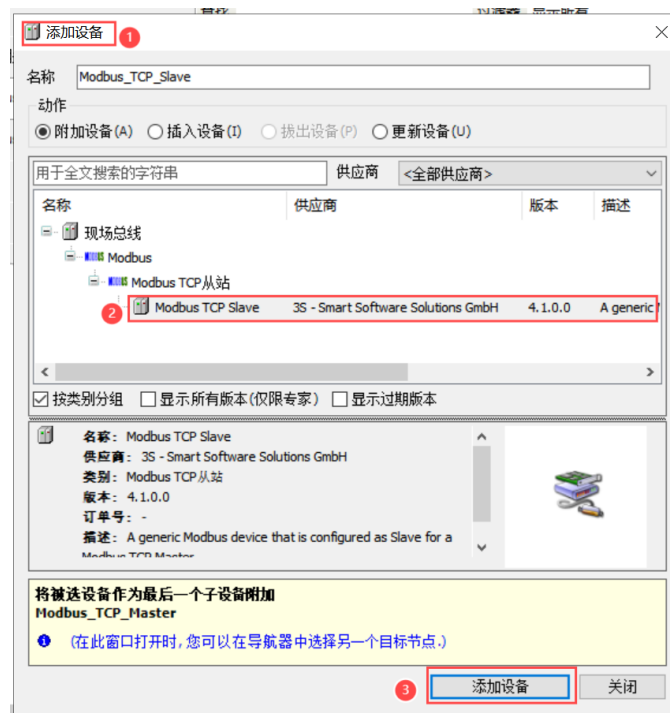 添加设备 1
名称 Modbus_TCP_Slave
动作
附加设备(A) 插入设备(I) 拔出设备(P) 更新设备(U)
用于全文搜索的字符串 供应商 <全部供应商>
名称 供应商 版本 描述
现场总线
Modbus
Modbus TCP从站
2 Modbus TCP Slave 3S - Smart Software Solutions GmbH 4.1.0.0 A generic
按类别分组 显示所有版本(仅限专家) 显示过期版本
名称: Modbus TCP Slave
供应商: 3S - Smart Software Solutions GmbH
类别: Modbus TCP从站
版本: 4.1.0.0
订单号: -
描述: A generic Modbus device that is configured as Slave for a
Modbus TCP Master
将被选设备作为最后一个子设备附加
Modbus_TCP_Master
(在此窗口打开时,您可以在导航器中选择另一个目标节点.)
3 添加设备 关闭